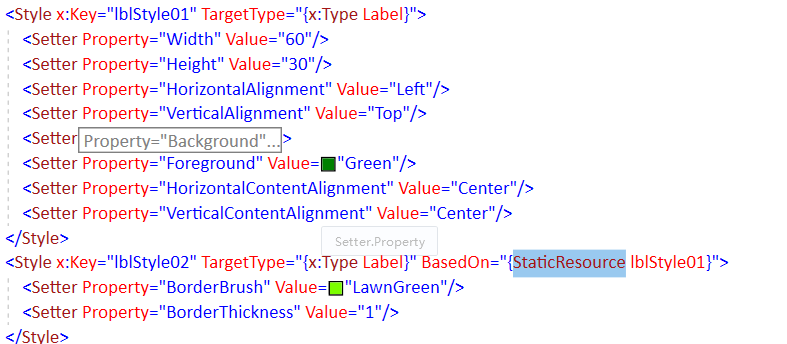 <Style x:Key="lblStyle01" TargetType="{x:Type Label}">
<Setter Property="Width" Value="60"/>
<Setter Property="Height" Value="30"/>
<Setter Property="HorizontalAlignment" Value="Left"/>
<Setter Property="VerticalAlignment" Value="Top"/>
<Setter Property="Background"...>
<Setter Property="Foreground" Value="Green"/>
<Setter Property="HorizontalContentAlignment" Value="Center"/>
<Setter Property="VerticalContentAlignment" Value="Center"/>
</Style>
Setter.Property
<Style x:Key="lblStyle02" TargetType="{x:Type Label}" BasedOn="{StaticResource lblStyle01}">
<Setter Property="BorderBrush" Value="LawnGreen"/>
<Setter Property="BorderThickness" Value="1"/>
</Style>